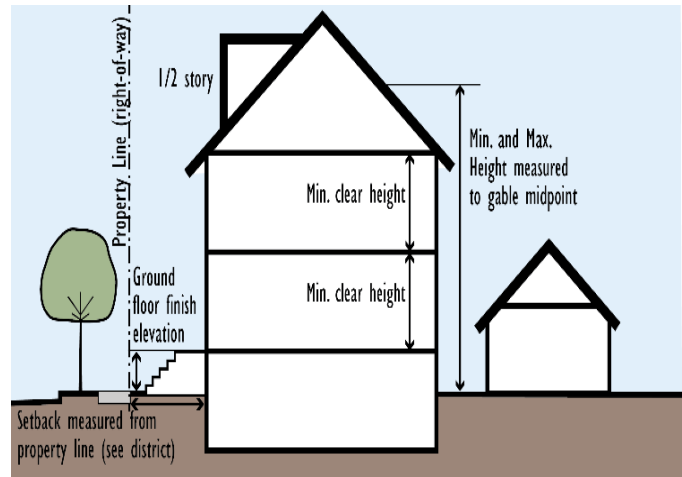 Property Line (right-of-way)
1/2 story
Min. clear height
Min. and Max.
Height measured
to gable midpoint
Ground
floor finish
elevation
Min. clear height
Setback measured from
property line (see district)